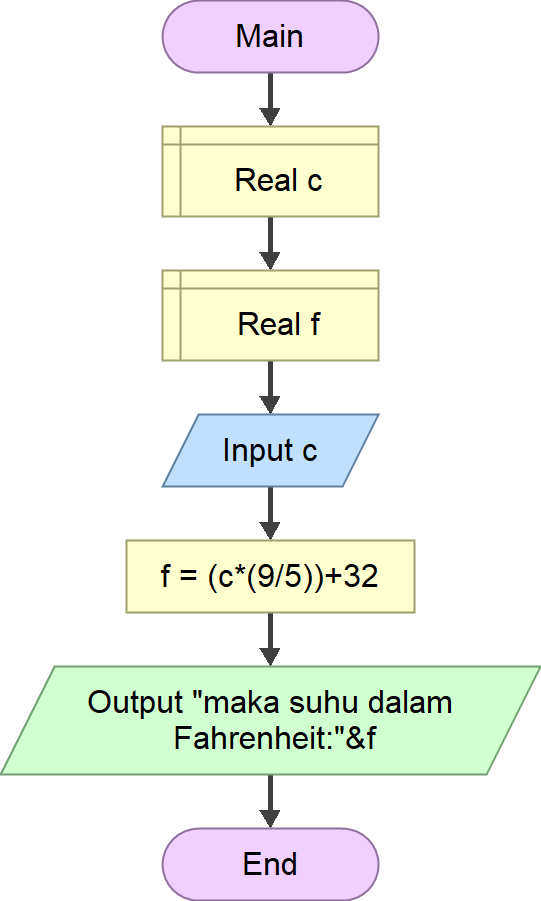 Main
Real c
Real f
Input c
f = (c*(9/5))+32
Output "maka suhu dalam
Fahrenheit:"&f
End